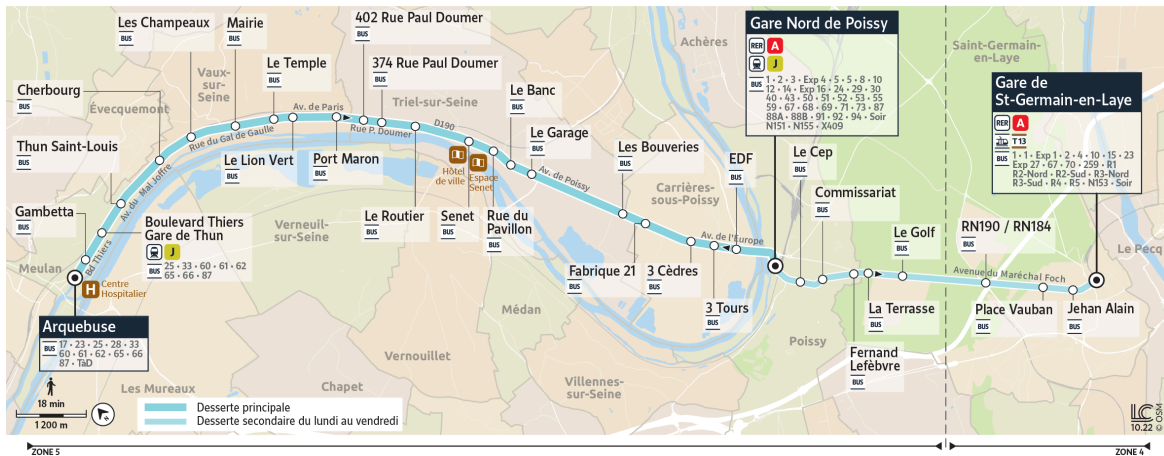 Les Champeaux
BUS
Mairie
BUS
402 Rue Paul Doumer
BUS
374 Rue Paul Doumer
BUS
Le Temple
BUS
Cherbourg
BUS
Thun Saint-Louis
BUS
Gambetta
BUS
Boulevard Thiers
Gare de Thun
J
BUS
25 • 33 • 60 • 61 • 62
65 • 66 • 87
H
Centre
Hospitalier
Arquebuse
BUS
17 • 23 • 25 • 28 • 33
60 • 61 • 62 • 65 • 66
87 • TàD
Évecquemont
Vaux-
sur-
Seine
Meulan
Les Mureaux
Bd Thiers
Av. du Mal Joffre
Rue du Gal de Gaulle
Av. de Paris
Rue P. Doumer
D190
Triel-sur-Seine
Le Lion Vert
BUS
Port Maron
BUS
Verneuil-
sur-Seine
Le Routier
BUS
Hôtel
de ville
Espace
Senet
Senet
BUS
Rue du
Pavillon
BUS
Le Banc
BUS
Le Garage
BUS
Av. de Poissy
Les Bouveries
BUS
Carrières-
sous-Poissy
Fabrique 21
BUS
3 Cèdres
BUS
3 Tours
BUS
Av. de l'Europe
EDF
BUS
Achères
Gare Nord de Poissy
RER A
J
BUS
1 • 2 • 3 • Exp 4 • 5 • 5 • 8 • 10
12 • 14 • Exp 16 • 24 • 29 • 30
40 • 43 • 50 • 51 • 52 • 53 • 55
59 • 67 • 68 • 69 • 71 • 73 • 87
88A • 88B • 91 • 92 • 94 • Soir
N151 • N155 • X409
Le Cep
BUS
Commissariat
BUS
Le Golf
BUS
La Terrasse
BUS
Fernand
Lefèbvre
BUS
Poissy
Médan
Vernouillet
Chapet
Villennes-
sur-Seine
Saint-Germain-
en-Laye
Gare de
St-Germain-en-Laye
RER A
T13
BUS
1 • 1 • Exp 1 • 2 • 4 • 10 • 15 • 23
Exp 27 • 67 • 70 • 259 • R1
R2-Nord • R2-Sud • R3-Nord
R3-Sud • R4 • R5 • N153 • Soir
RN190 / RN184
BUS
Avenue du Maréchal Foch
Place Vauban
BUS
Jehan Alain
BUS
Le Pecq
18 min
1 200 m
Desserte principale
Desserte secondaire du lundi au vendredi
LC
10.22 © OSM
ZONE 5
ZONE 4